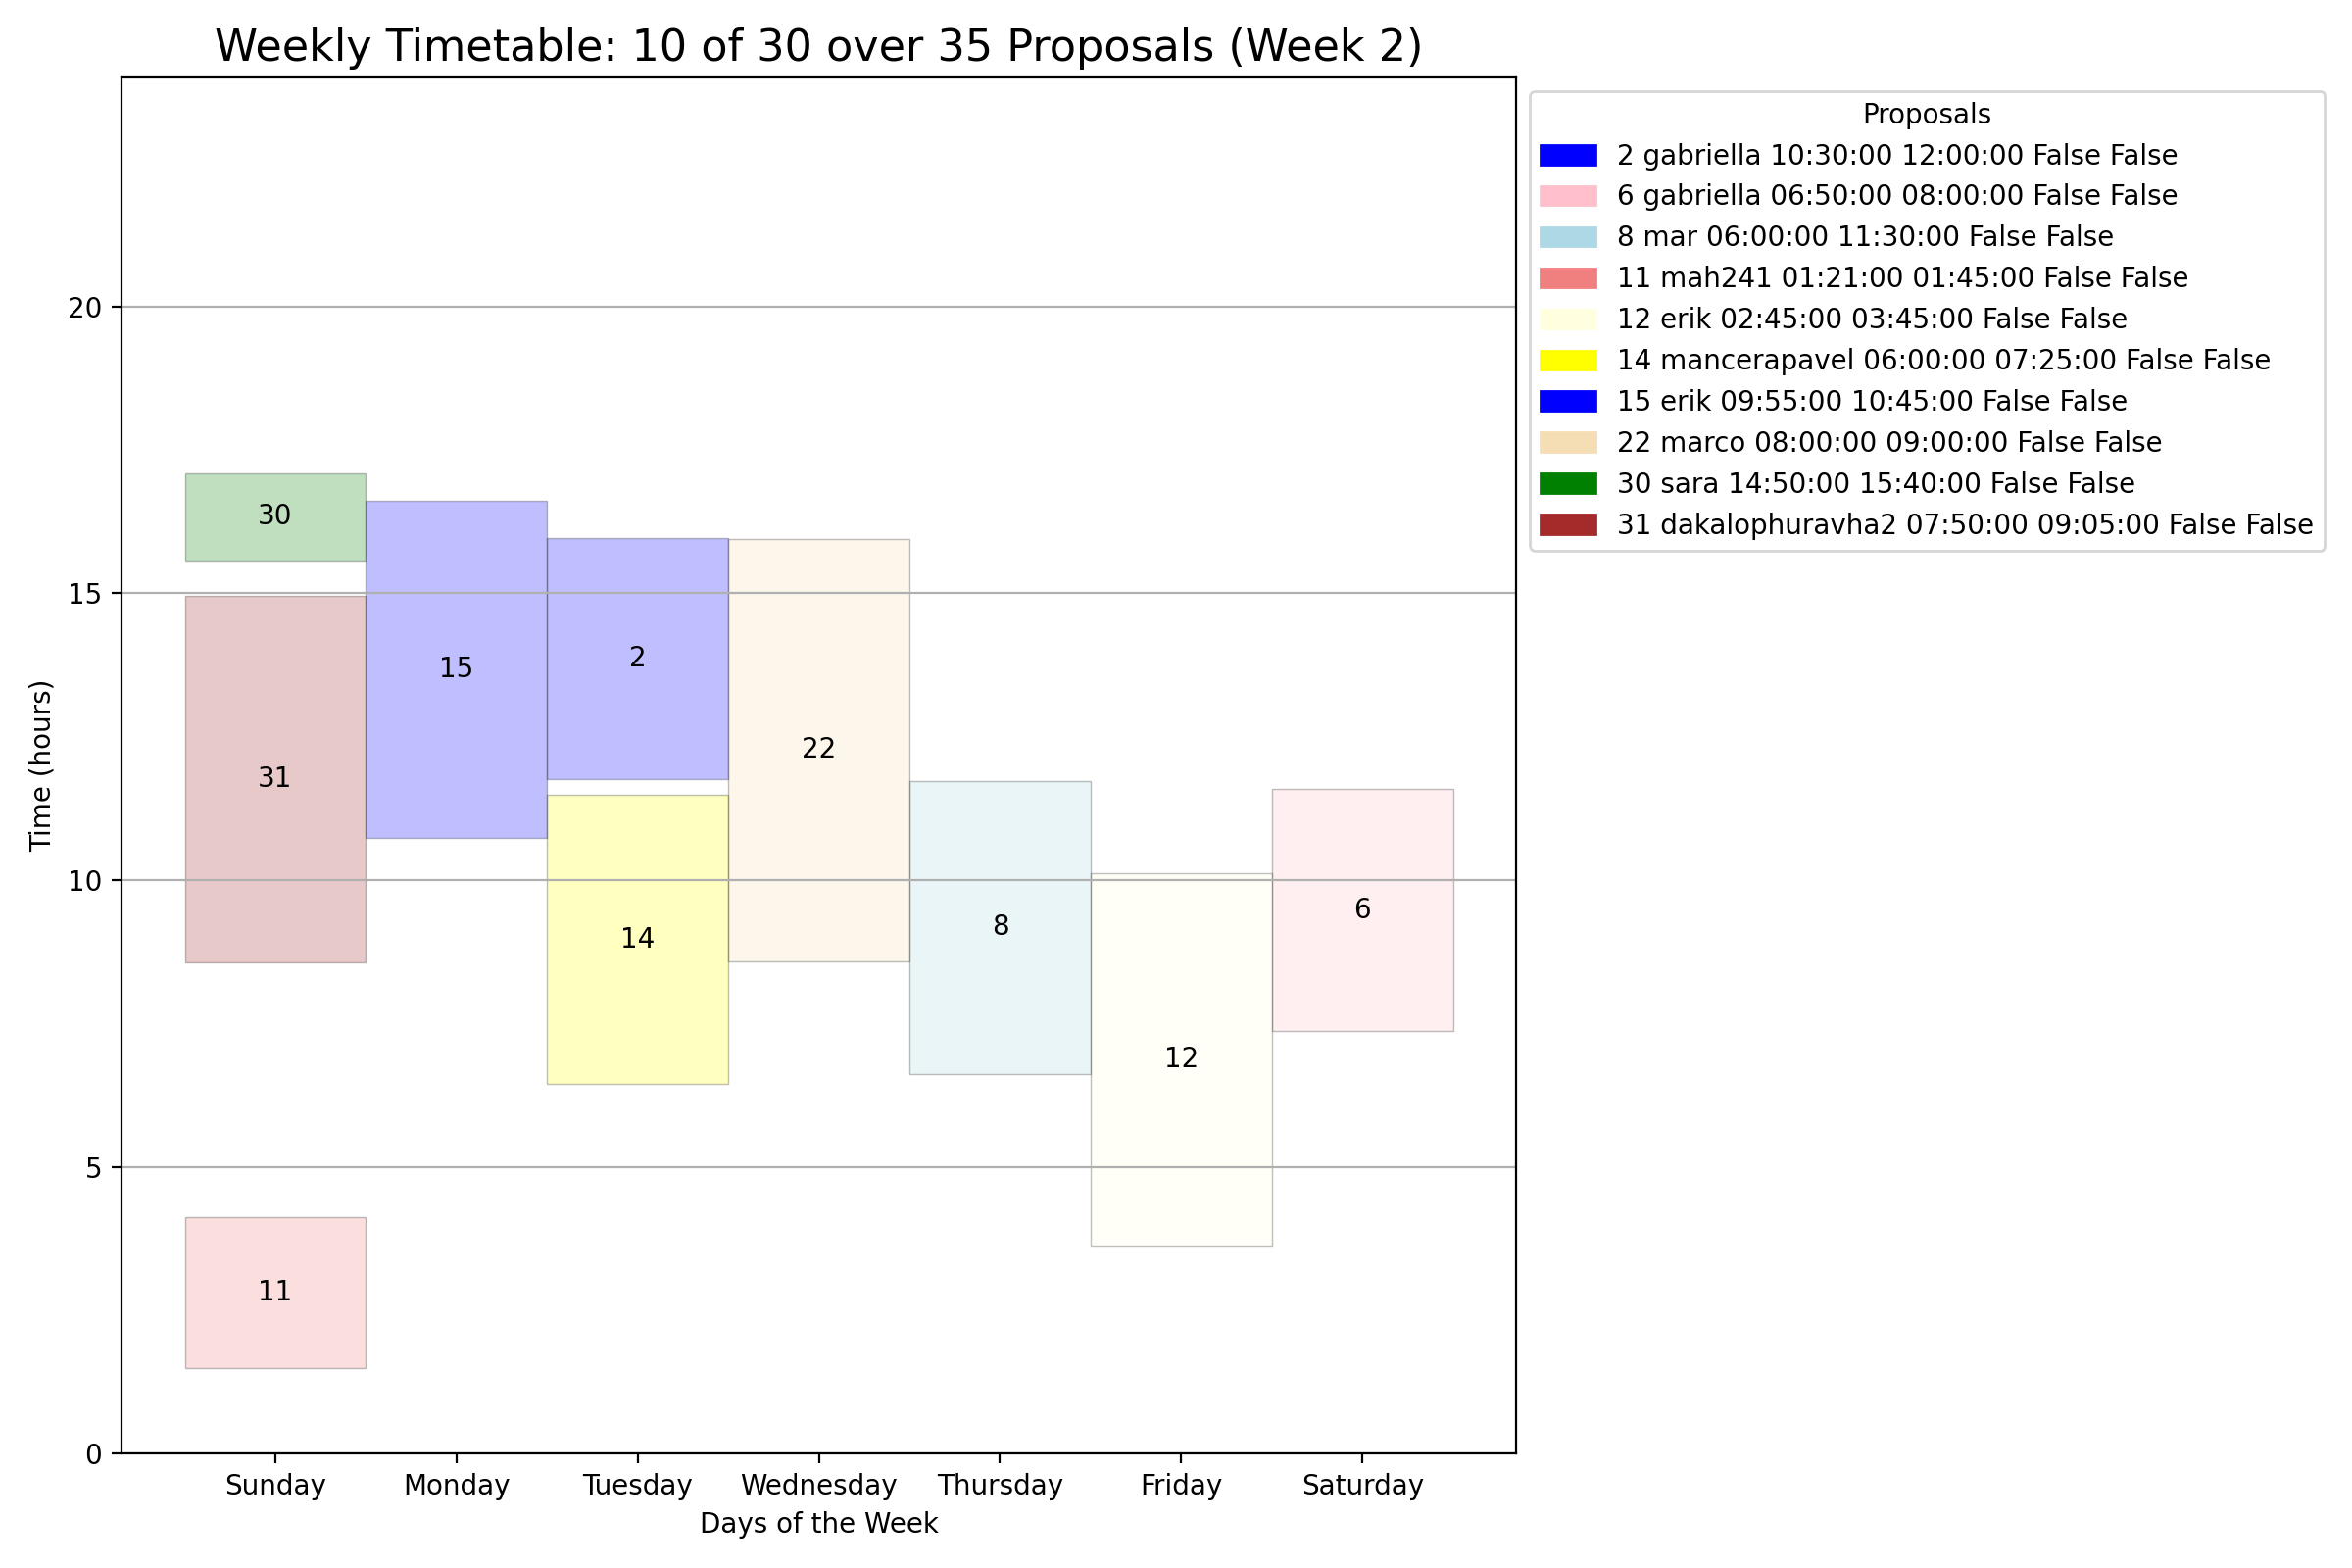 Weekly Timetable: 10 of 30 over 35 Proposals (Week 2)
Proposals
2 gabriella 10:30:00 12:00:00 False False
6 gabriella 06:50:00 08:00:00 False False
8 mar 06:00:00 11:30:00 False False
11 mah241 01:21:00 01:45:00 False False
12 erik 02:45:00 03:45:00 False False
14 mancerapavel 06:00:00 07:25:00 False False
15 erik 09:55:00 10:45:00 False False
22 marco 08:00:00 09:00:00 False False
30 sara 14:50:00 15:40:00 False False
31 dakalophuravha2 07:50:00 09:05:00 False False
Time (hours)
20
15
10
5
0
30
31
11
15
2
14
22
8
12
6
Sunday Monday Tuesday Wednesday Thursday Friday Saturday
Days of the Week